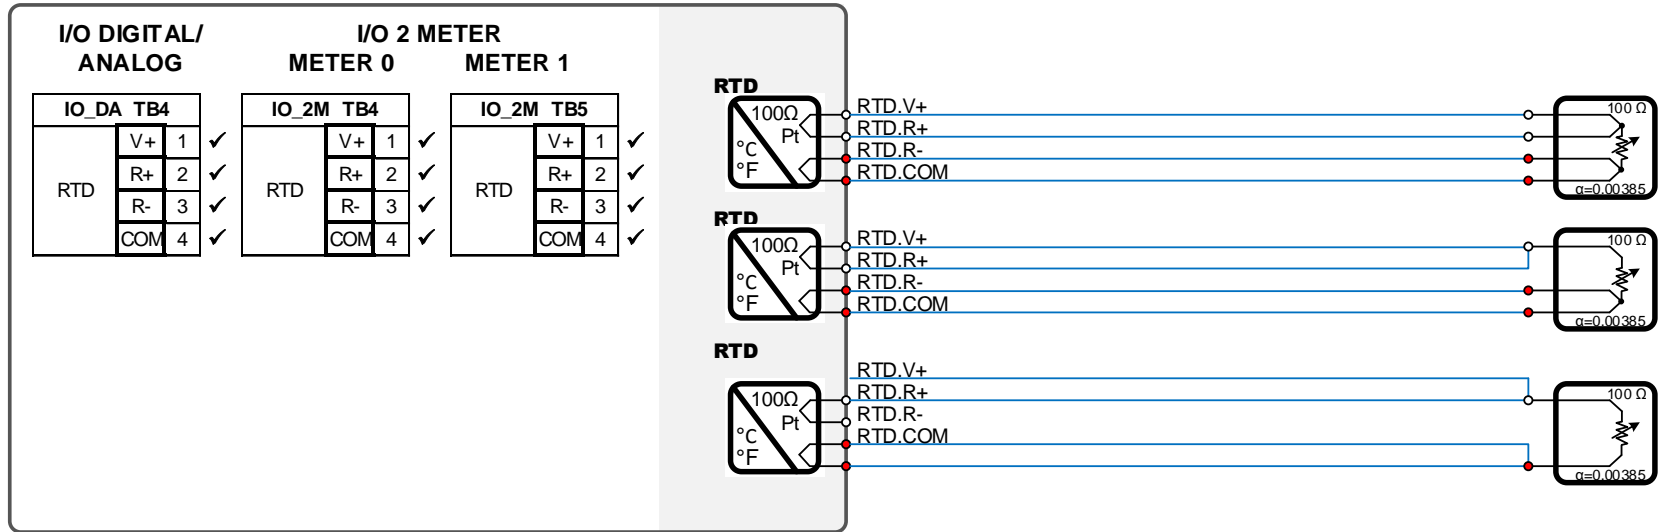 I/O DIGITAL/
ANALOG
I/O 2 METER
METER 0 METER 1
IO_DA TB4
RTD
V+ 1 ✓
R+ 2 ✓
R- 3 ✓
COM 4 ✓
IO_2M TB4
RTD
V+ 1 ✓
R+ 2 ✓
R- 3 ✓
COM 4 ✓
IO_2M TB5
RTD
V+ 1 ✓
R+ 2 ✓
R- 3 ✓
COM 4 ✓
RTD
100Ω
Pt
°C
°F
RTD.V+
RTD.R+
RTD.R-
RTD.COM
100 Ω
α=0.00385
RTD
100Ω
Pt
°C
°F
RTD.V+
RTD.R+
RTD.R-
RTD.COM
100 Ω
α=0.00385
RTD
100Ω
Pt
°C
°F
RTD.V+
RTD.R+
RTD.R-
RTD.COM
100 Ω
α=0.00385